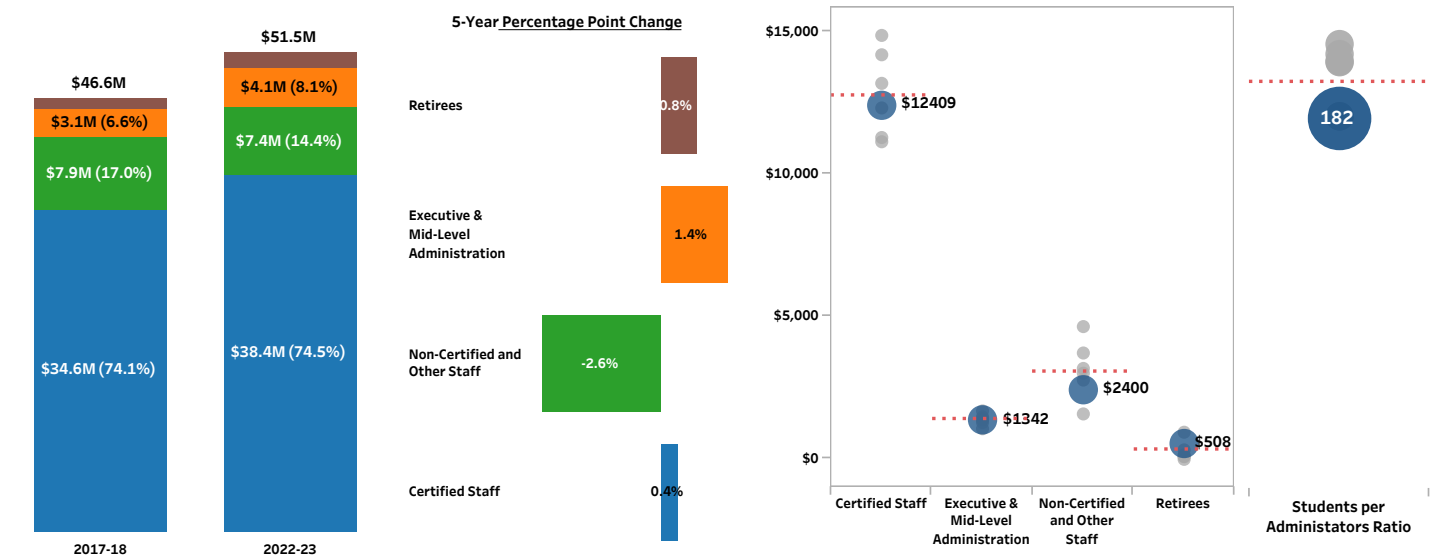 $46.6M
$3.1M (6.6%)
$7.9M (17.0%)
$34.6M (74.1%)
2017-18
$51.5M
$4.1M (8.1%)
$7.4M (14.4%)
$38.4M (74.5%)
2022-23
5-Year Percentage Point Change
Retirees
0.8%
Executive &
Mid-Level
Administration
1.4%
Non-Certified and
Other Staff
-2.6%
Certified Staff
0.4%
$15,000
$10,000
$5,000
$0
$12409
$1342
$2400
$508
Certified Staff
Executive &
Mid-Level
Administration
Non-Certified
and Other
Staff
Retirees
182
Students per
Administators Ratio